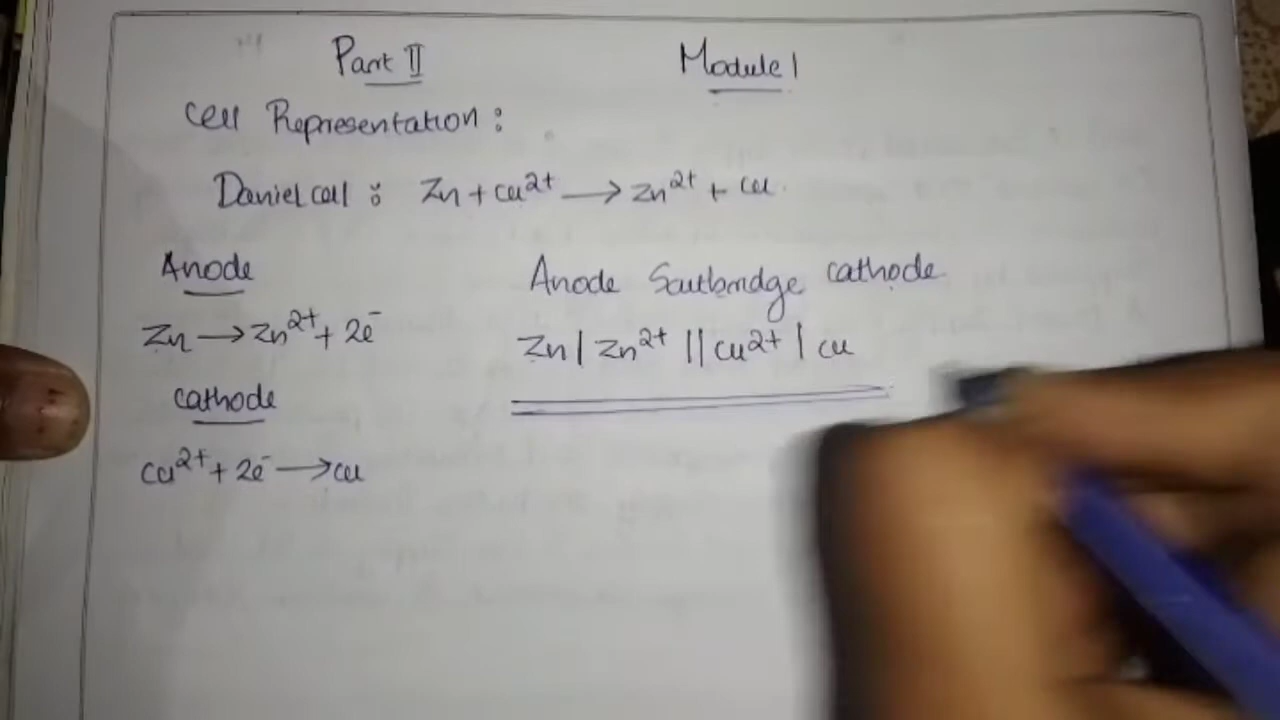 Part II
Module 1
Cell Representation :
Daniel cell : Zn + Cu²⁺ ⟶ Zn²⁺ + Cu.
Anode
Zn ⟶ Zn²⁺ + 2e⁻
Cathode
Cu²⁺ + 2e⁻ ⟶ Cu
Anode Saltbridge cathode
Zn | Zn²⁺ || Cu²⁺ | Cu